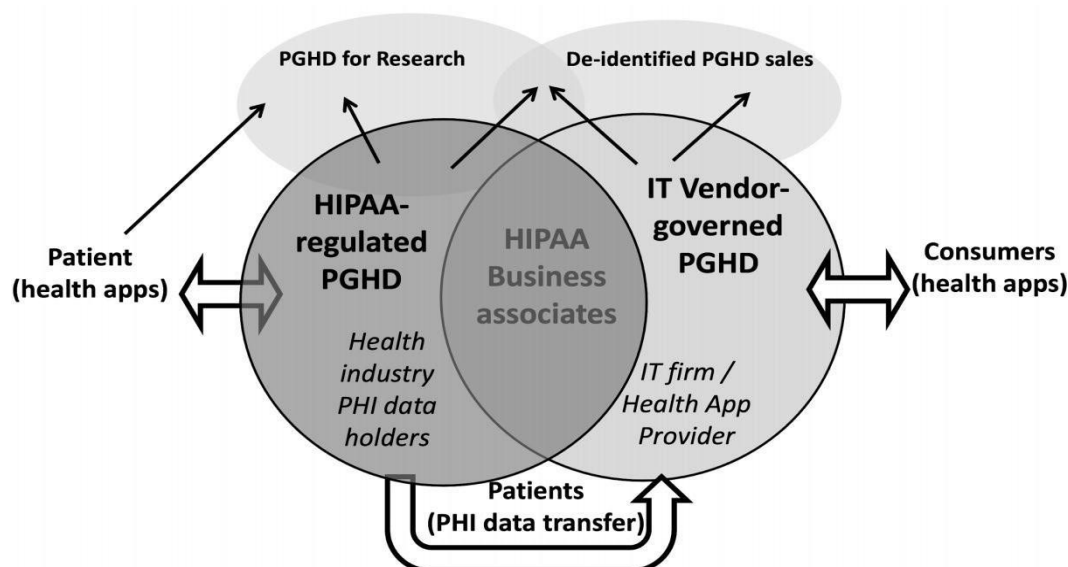 PGHD for Research
De-identified PGHD sales
HIPAA-
regulated
PGHD
HIPAA
Business
associates
IT Vendor-
governed
PGHD
Patient
(health apps)
Consumers
(health apps)
Health
industry
PHI data
holders
IT firm /
Health App
Provider
Patients
(PHI data transfer)